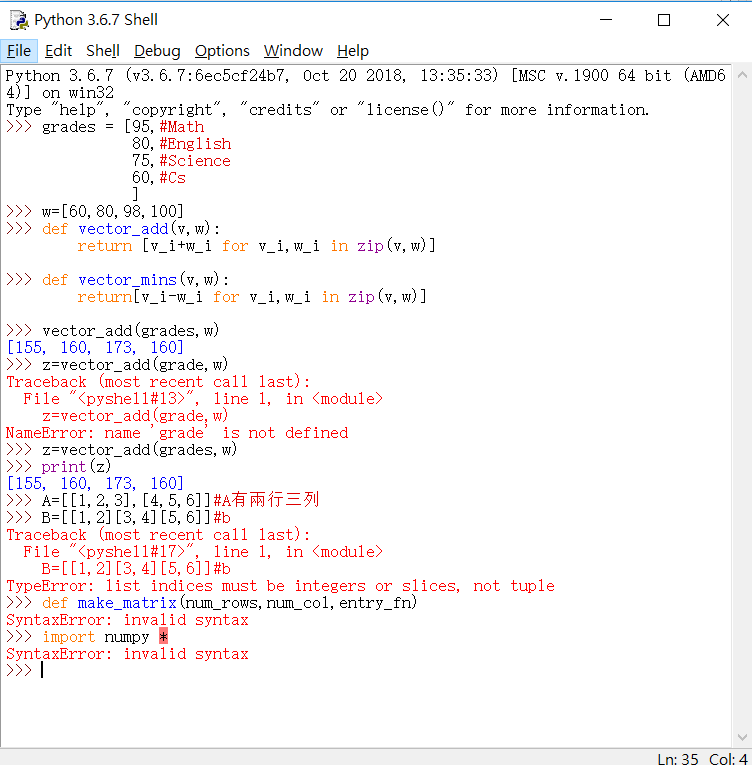 Python 3.6.7 Shell
File Edit Shell Debug Options Window Help
Python 3.6.7 (v3.6.7:6ec5cf24b7, Oct 20 2018, 13:35:33) [MSC v.1900 64 bit (AMD6
4)] on win32
Type "help", "copyright", "credits" or "license()" for more information.
>>> grades = [95,#Math
              80,#English
              75,#Science
              60,#Cs
              ]
>>> w=[60,80,98,100]
>>> def vector_add(v,w):
        return [v_i+w_i for v_i,w_i in zip(v,w)]
>>> def vector_mins(v,w):
        return[v_i-w_i for v_i,w_i in zip(v,w)]
>>> vector_add(grades,w)
[155, 160, 173, 160]
>>> z=vector_add(grade,w)
Traceback (most recent call last):
  File "<pyshell#13>", line 1, in <module>
    z=vector_add(grade,w)
NameError: name 'grade' is not defined
>>> z=vector_add(grades,w)
>>> print(z)
[155, 160, 173, 160]
>>> A=[[1,2,3],[4,5,6]]#A有兩行三列
>>> B=[[1,2][3,4][5,6]]#b
Traceback (most recent call last):
  File "<pyshell#17>", line 1, in <module>
    B=[[1,2][3,4][5,6]]#b
TypeError: list indices must be integers or slices, not tuple
>>> def make_matrix(num_rows,num_col,entry_fn)
SyntaxError: invalid syntax
>>> import numpy *
SyntaxError: invalid syntax
>>>
Ln: 35 Col: 4